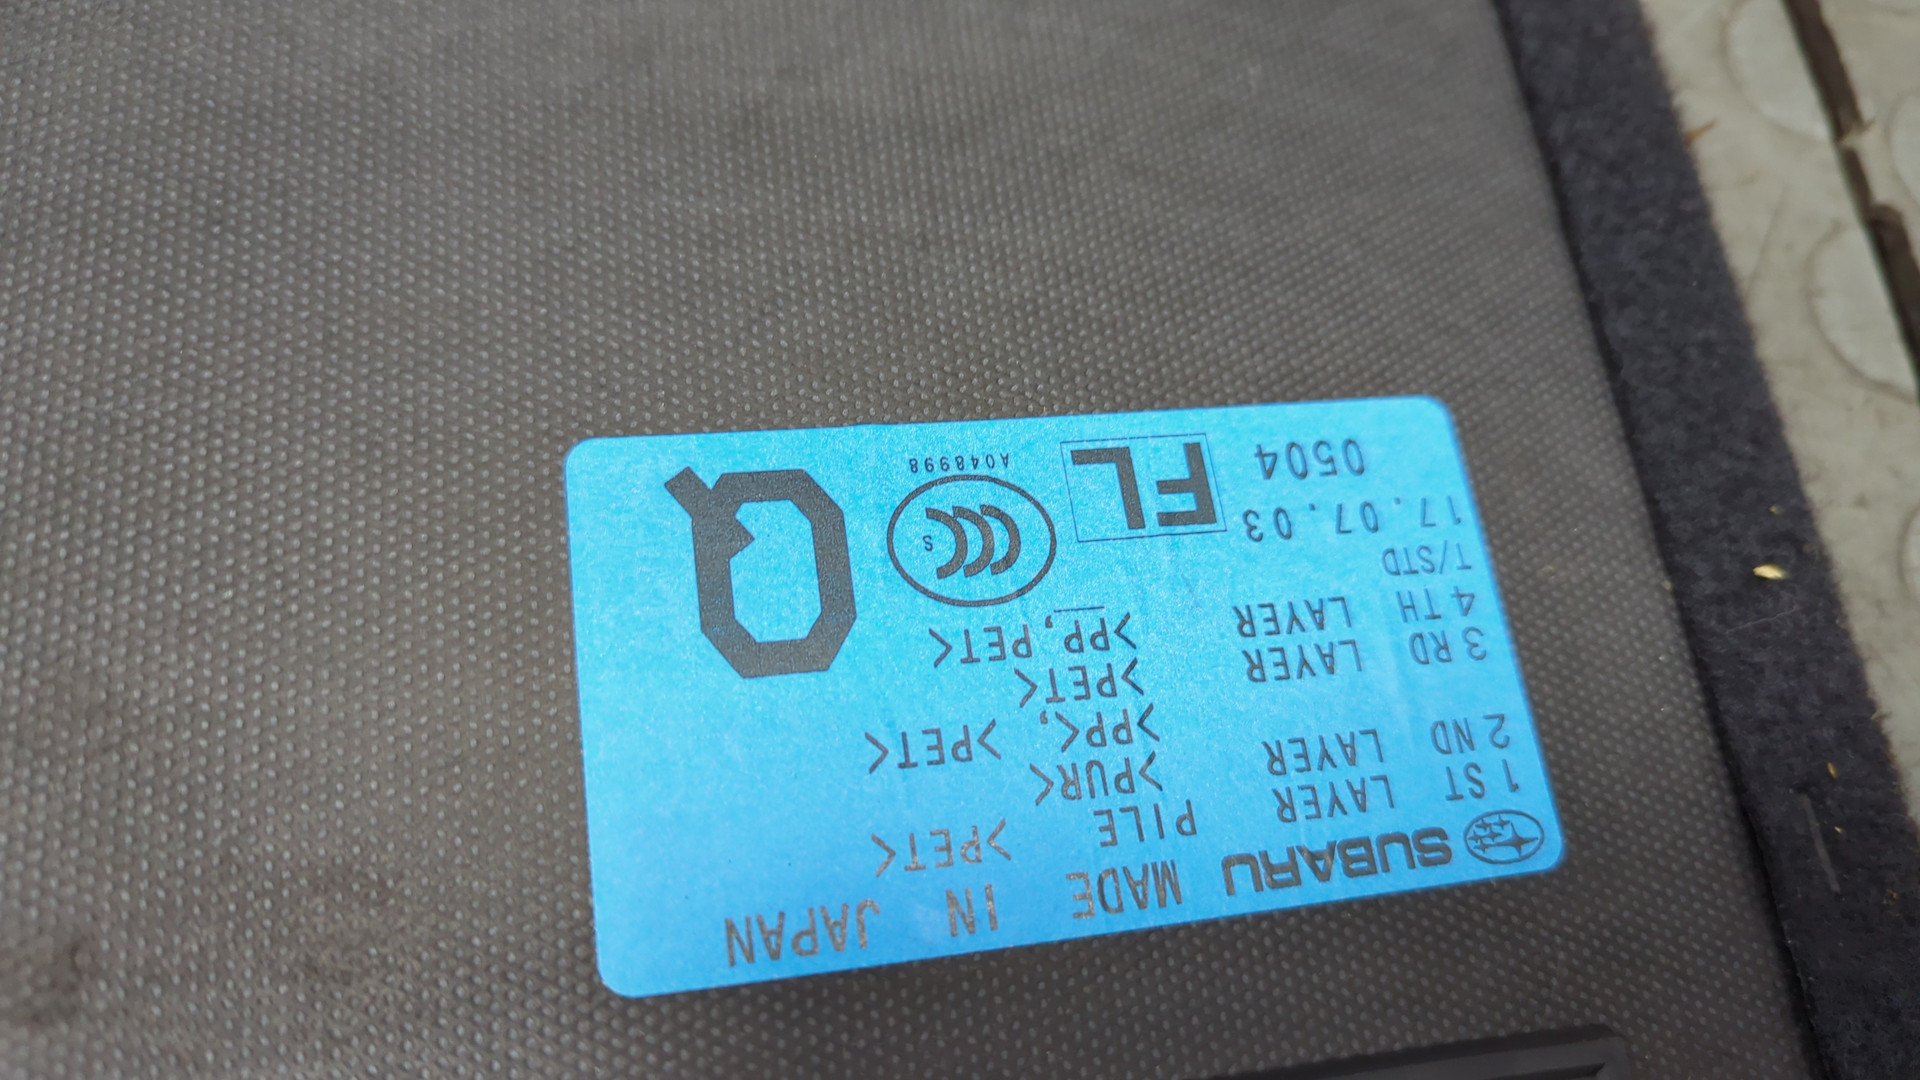 SUBARU MADE IN JAPAN
1 ST LAYER PILE >PET<
2 ND LAYER >PUR<
>PP<, >PET<
3 RD LAYER >PET<
4 TH LAYER >PP, PET<
T/STD
17.07.03
0504
FL
CCC S
A048998
Q